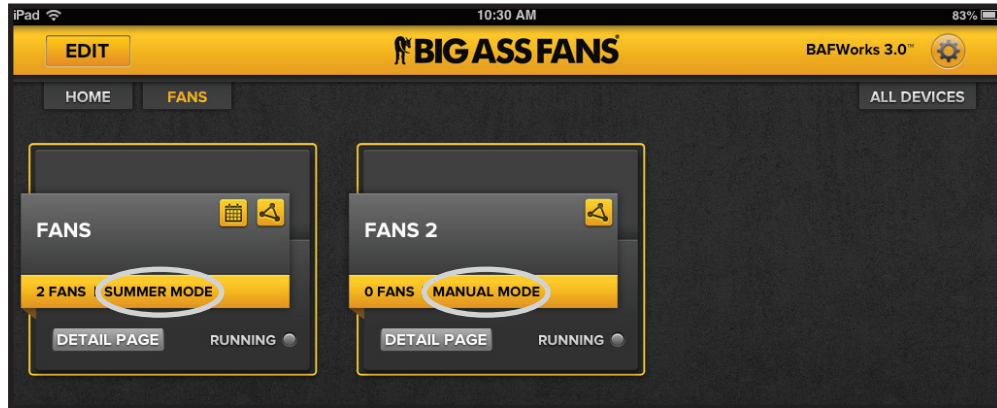 iPad 10:30 AM 83%
EDIT BIG ASS FANS BAFWorks 3.0™
HOME FANS ALL DEVICES
FANS FANS 2
2 FANS | SUMMER MODE 0 FANS | MANUAL MODE
DETAIL PAGE RUNNING DETAIL PAGE RUNNING